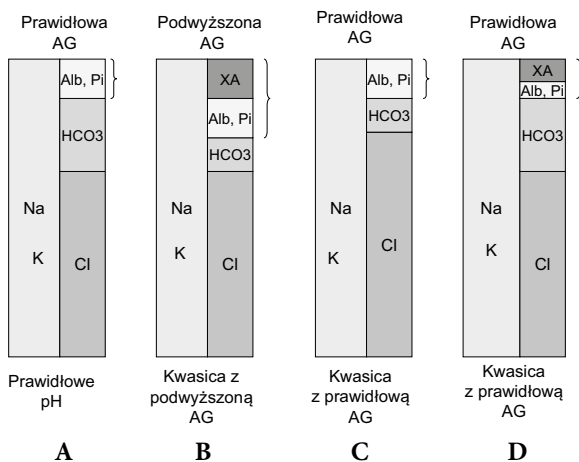 Prawidłowa
AG
Podwyższona
AG
Prawidłowa
AG
Prawidłowa
AG
Alb, Pi
HCO3
Na
K
Cl
XA
Alb, Pi
HCO3
Na
K
Cl
Alb, Pi
HCO3
Na
K
Cl
XA
Alb, Pi
HCO3
Na
K
Cl
Prawidłowe
pH
Kwasica z
podwyższoną
AG
Kwasica
z prawidłową
AG
Kwasica
z prawidłową
AG
A
B
C
D